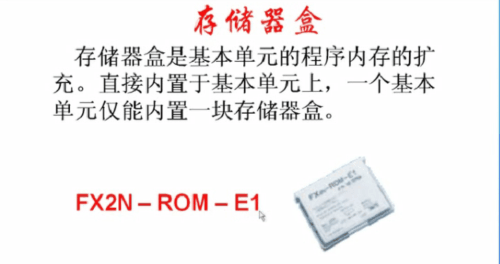 存储器盒
存储器盒是基本单元的程序内存的扩
充。直接内置于基本单元上，一个基本
单元仅能内置一块存储器盒。
FX2N – ROM – E1
FX2N-ROM-E1